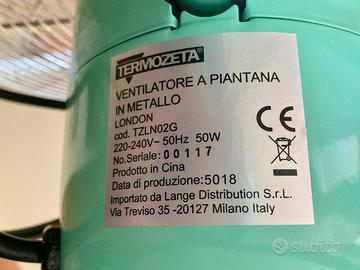 TERMOZETA®
VENTILATORE A PIANTANA
IN METALLO
LONDON
cod. TZLN02G
220-240V~ 50Hz 50W
No.Seriale: 00117
Prodotto in Cina
Data di produzione: 5018
Importato da Lange Distribution S.r.L.
Via Treviso 35 -20127 Milano Italy
CE
subito